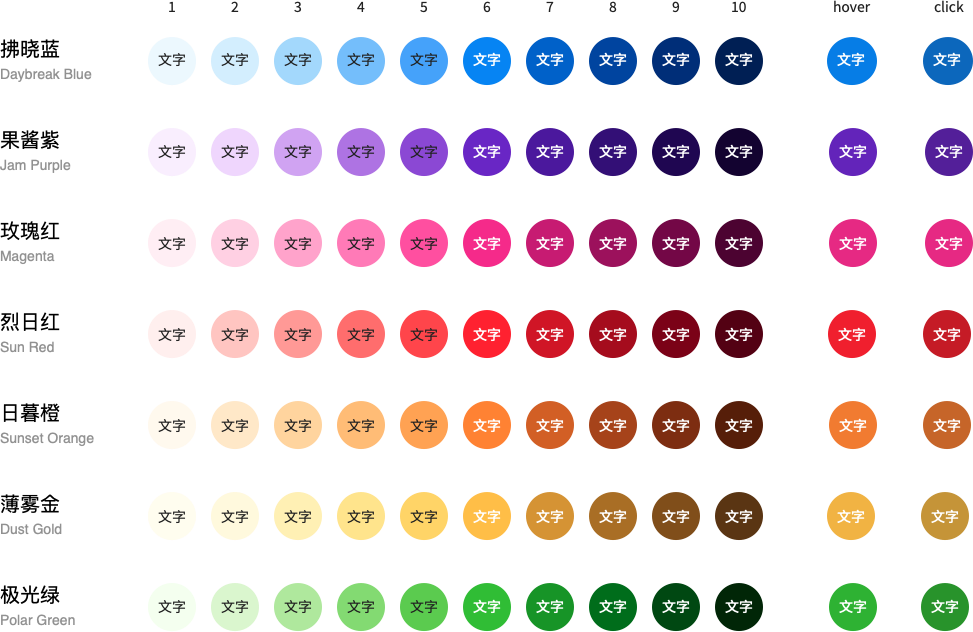 1 2 3 4 5 6 7 8 9 10 hover click
拂晓蓝 文字 文字 文字 文字 文字 文字 文字 文字 文字 文字 文字 文字
Daybreak Blue
果酱紫 文字 文字 文字 文字 文字 文字 文字 文字 文字 文字 文字 文字
Jam Purple
玫瑰红 文字 文字 文字 文字 文字 文字 文字 文字 文字 文字 文字 文字
Magenta
烈日红 文字 文字 文字 文字 文字 文字 文字 文字 文字 文字 文字 文字
Sun Red
日暮橙 文字 文字 文字 文字 文字 文字 文字 文字 文字 文字 文字 文字
Sunset Orange
薄雾金 文字 文字 文字 文字 文字 文字 文字 文字 文字 文字 文字 文字
Dust Gold
极光绿 文字 文字 文字 文字 文字 文字 文字 文字 文字 文字 文字 文字
Polar Green